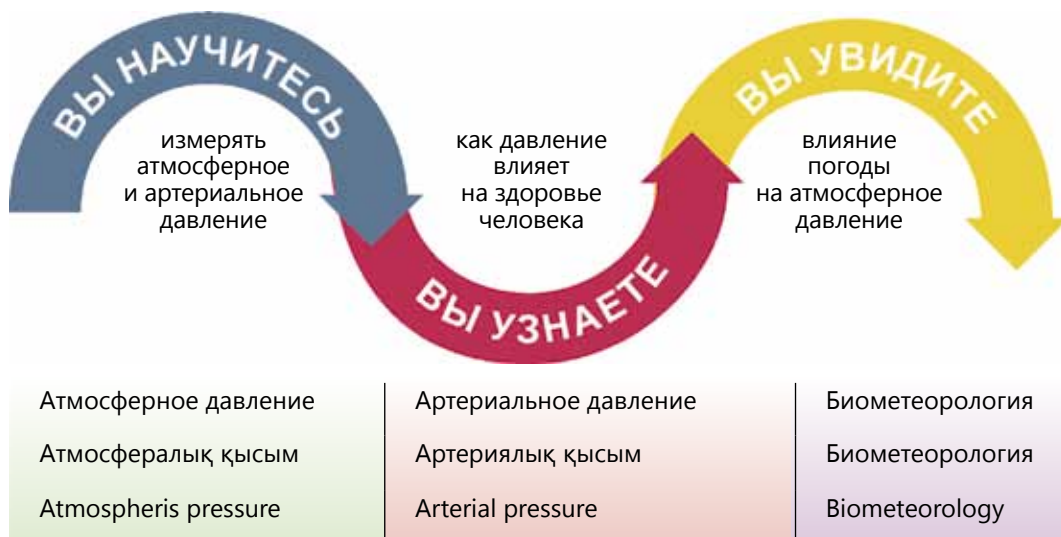 ВЫ НАУЧИТЕСЬ
измерять
атмосферное
и артериальное
давление
ВЫ УЗНАЕТЕ
как давление
влияет
на здоровье
человека
ВЫ УВИДИТЕ
влияние
погоды
на атмосферное
давление
Атмосферное давление
Атмосфералық қысым
Atmospheris pressure
Артериальное давление
Артериялық қысым
Arterial pressure
Биометеорология
Биометеорология
Biometeorology